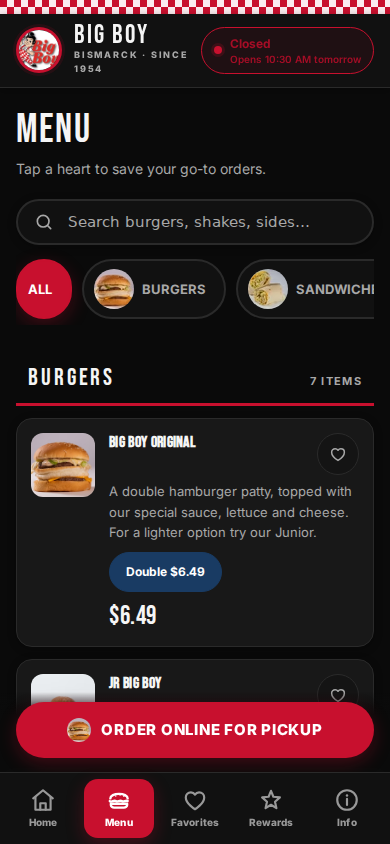 Big Boy
BIG BOY
BISMARCK · SINCE
1954
Closed
Opens 10:30 AM tomorrow
MENU
Tap a heart to save your go-to orders.
Search burgers, shakes, sides…
ALL
BURGERS
SANDWICH
BURGERS
7 ITEMS
BIG BOY ORIGINAL
A double hamburger patty, topped with
our special sauce, lettuce and cheese.
For a lighter option try our Junior.
Double $6.49
$6.49
JR BIG BOY
ORDER ONLINE FOR PICKUP
Home
Menu
Favorites
Rewards
Info